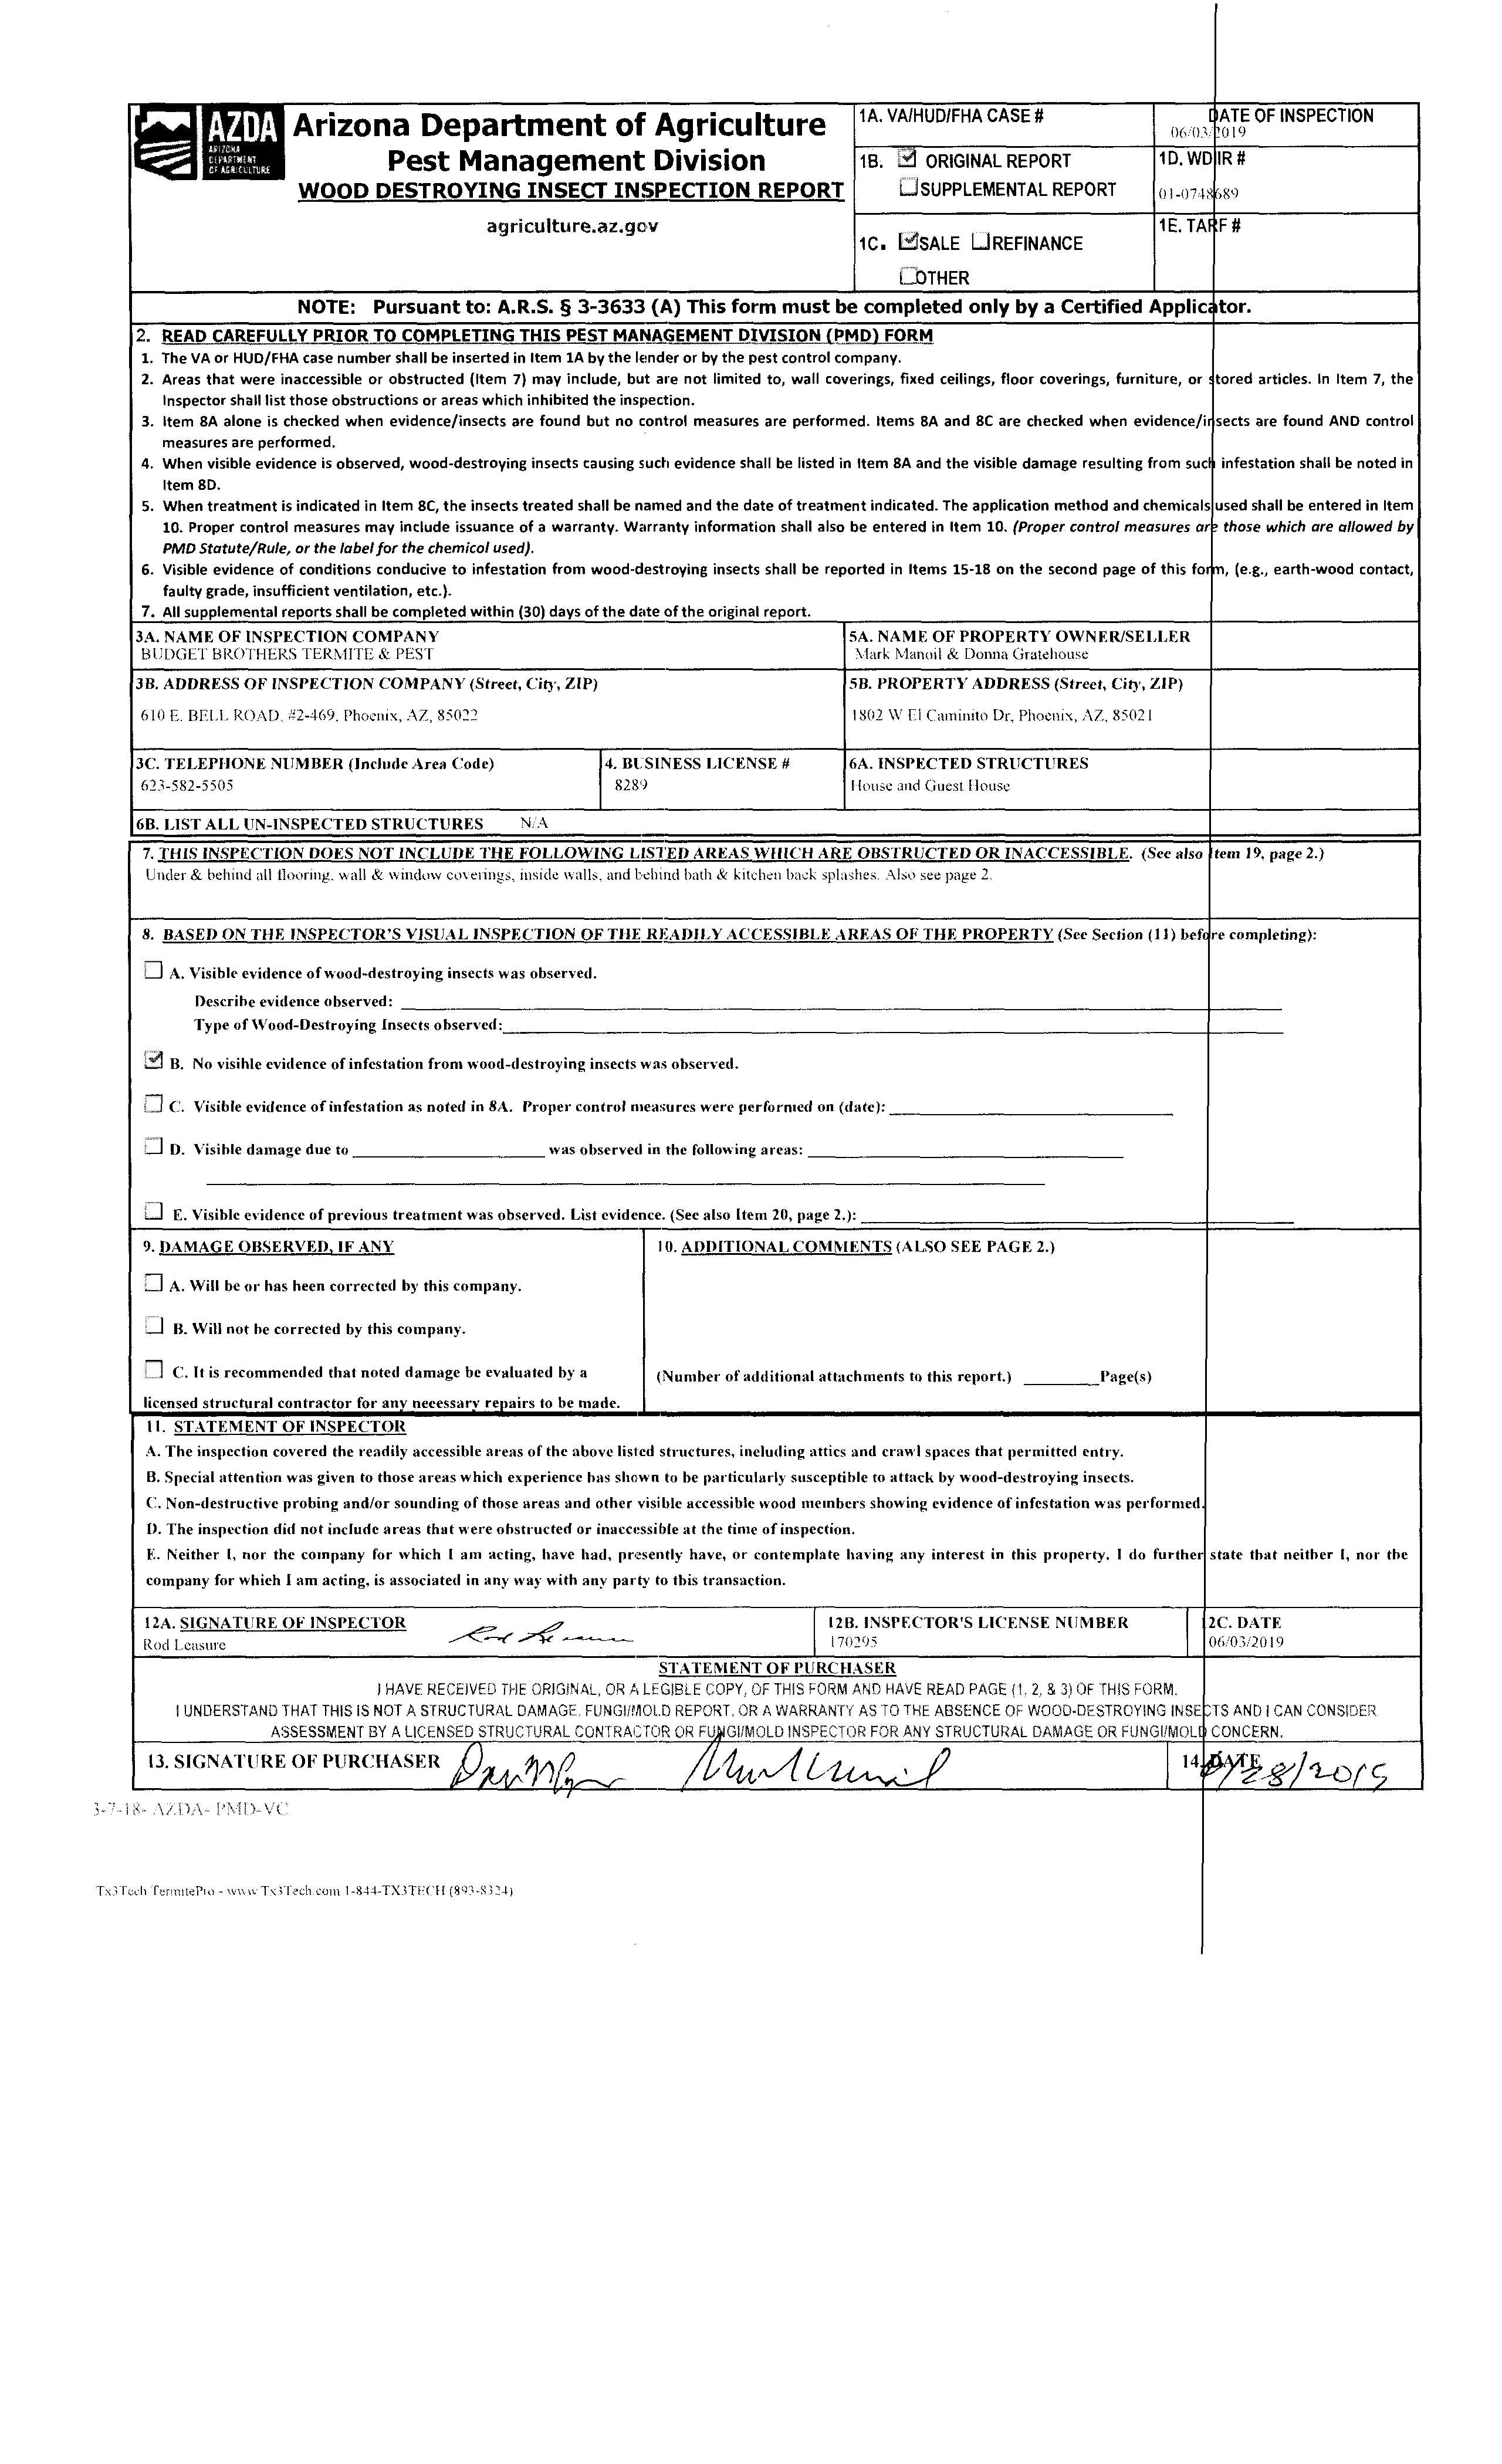 AZDA
ARIZONA
DEPARTMENT
OF AGRICULTURE
Arizona Department of Agriculture
Pest Management Division
WOOD DESTROYING INSECT INSPECTION REPORT
agriculture.az.gov
1A. VA/HUD/FHA CASE #
DATE OF INSPECTION
06/03/2019
1B. ORIGINAL REPORT
SUPPLEMENTAL REPORT
1D. WDIIR #
01-0748689
1C. SALE REFINANCE
OTHER
1E. TARF #
NOTE: Pursuant to: A.R.S. § 3-3633 (A) This form must be completed only by a Certified Applicator.
2. READ CAREFULLY PRIOR TO COMPLETING THIS PEST MANAGEMENT DIVISION (PMD) FORM
1. The VA or HUD/FHA case number shall be inserted in Item 1A by the lender or by the pest control company.
2. Areas that were inaccessible or obstructed (Item 7) may include, but are not limited to, wall coverings, fixed ceilings, floor coverings, furniture, or stored articles. In Item 7, the
Inspector shall list those obstructions or areas which inhibited the inspection.
3. Item 8A alone is checked when evidence/insects are found but no control measures are performed. Items 8A and 8C are checked when evidence/insects are found AND control
measures are performed.
4. When visible evidence is observed, wood-destroying insects causing such evidence shall be listed in Item 8A and the visible damage resulting from such infestation shall be noted in
Item 8D.
5. When treatment is indicated in Item 8C, the insects treated shall be named and the date of treatment indicated. The application method and chemicals used shall be entered in Item
10. Proper control measures may include issuance of a warranty. Warranty information shall also be entered in Item 10. (Proper control measures are those which are allowed by
PMD Statute/Rule, or the label for the chemicol used).
6. Visible evidence of conditions conducive to infestation from wood-destroying insects shall be reported in Items 15-18 on the second page of this form, (e.g., earth-wood contact,
faulty grade, insufficient ventilation, etc.).
7. All supplemental reports shall be completed within (30) days of the date of the original report.
3A. NAME OF INSPECTION COMPANY
BUDGET BROTHERS TERMITE & PEST
5A. NAME OF PROPERTY OWNER/SELLER
Mark Manoil & Donna Gratehouse
3B. ADDRESS OF INSPECTION COMPANY (Street, City, ZIP)
610 E. BELL ROAD, #2-469, Phoenix, AZ, 85022
5B. PROPERTY ADDRESS (Street, City, ZIP)
1802 W El Caminito Dr, Phoenix, AZ, 85021
3C. TELEPHONE NUMBER (Include Area Code)
623-582-5505
4. BUSINESS LICENSE #
8289
6A. INSPECTED STRUCTURES
House and Guest House
6B. LIST ALL UN-INSPECTED STRUCTURES N/A
7. THIS INSPECTION DOES NOT INCLUDE THE FOLLOWING LISTED AREAS WHICH ARE OBSTRUCTED OR INACCESSIBLE. (See also Item 19, page 2.)
Under & behind all flooring, wall & window coverings, inside walls, and behind bath & kitchen back splashes. Also see page 2.
8. BASED ON THE INSPECTOR'S VISUAL INSPECTION OF THE READILY ACCESSIBLE AREAS OF THE PROPERTY (See Section (11) before completing):
A. Visible evidence of wood-destroying insects was observed.
Describe evidence observed:
Type of Wood-Destroying Insects observed:
B. No visible evidence of infestation from wood-destroying insects was observed.
C. Visible evidence of infestation as noted in 8A. Proper control measures were performed on (date):
D. Visible damage due to was observed in the following areas:
E. Visible evidence of previous treatment was observed. List evidence. (See also Item 20, page 2.):
9. DAMAGE OBSERVED, IF ANY
A. Will be or has been corrected by this company.
B. Will not be corrected by this company.
C. It is recommended that noted damage be evaluated by a
licensed structural contractor for any necessary repairs to be made.
10. ADDITIONAL COMMENTS (ALSO SEE PAGE 2.)
(Number of additional attachments to this report.) Page(s)
11. STATEMENT OF INSPECTOR
A. The inspection covered the readily accessible areas of the above listed structures, including attics and crawl spaces that permitted entry.
B. Special attention was given to those areas which experience has shown to be particularly susceptible to attack by wood-destroying insects.
C. Non-destructive probing and/or sounding of those areas and other visible accessible wood members showing evidence of infestation was performed.
D. The inspection did not include areas that were obstructed or inaccessible at the time of inspection.
E. Neither I, nor the company for which I am acting, have had, presently have, or contemplate having any interest in this property. I do further state that neither I, nor the
company for which I am acting, is associated in any way with any party to this transaction.
12A. SIGNATURE OF INSPECTOR
Rod Leasure
12B. INSPECTOR'S LICENSE NUMBER
170295
2C. DATE
06/03/2019
STATEMENT OF PURCHASER
I HAVE RECEIVED THE ORIGINAL, OR A LEGIBLE COPY, OF THIS FORM AND HAVE READ PAGE (1, 2, & 3) OF THIS FORM.
I UNDERSTAND THAT THIS IS NOT A STRUCTURAL DAMAGE, FUNGI/MOLD REPORT, OR A WARRANTY AS TO THE ABSENCE OF WOOD-DESTROYING INSECTS AND I CAN CONSIDER
ASSESSMENT BY A LICENSED STRUCTURAL CONTRACTOR OR FUNGI/MOLD INSPECTOR FOR ANY STRUCTURAL DAMAGE OR FUNGI/MOLD CONCERN.
13. SIGNATURE OF PURCHASER
14. DATE
3-7-18- AZDA- PMD-VC
Tx3Tech TermitePro - www.Tx3Tech.com 1-844-TX3TECH (893-8324)